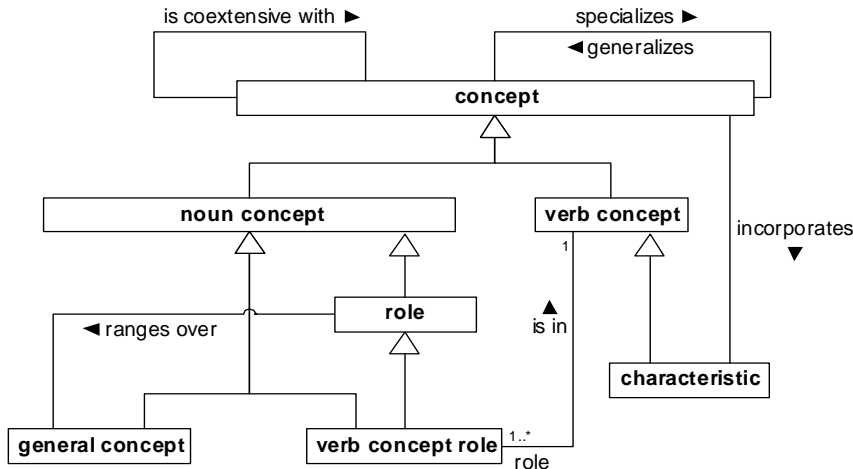 is coextensive with ►
specializes ►
◄ generalizes
concept
noun concept
verb concept
incorporates
▼
1
▲
is in
role
◄ ranges over
characteristic
general concept
verb concept role
1..*
role